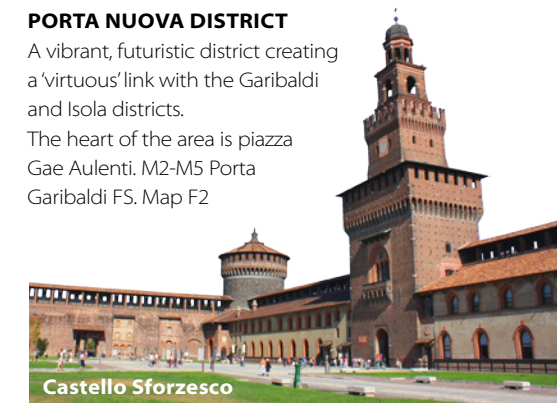 PORTA NUOVA DISTRICT
A vibrant, futuristic district creating
a ‘virtuous’ link with the Garibaldi
and Isola districts.
The heart of the area is piazza
Gae Aulenti. M2-M5 Porta
Garibaldi FS. Map F2
Castello Sforzesco